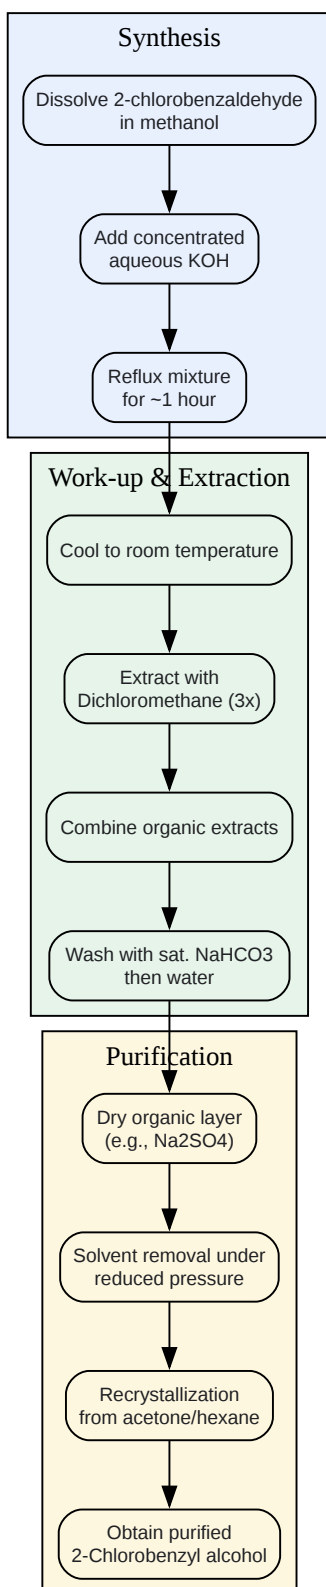 Synthesis
Dissolve 2-chlorobenzaldehyde
in methanol
Add concentrated
aqueous KOH
Reflux mixture
for ~1 hour
Work-up & Extraction
Cool to room temperature
Extract with
Dichloromethane (3x)
Combine organic extracts
Wash with sat. NaHCO3
then water
Purification
Dry organic layer
(e.g., Na2SO4)
Solvent removal under
reduced pressure
Recrystallization
from acetone/hexane
Obtain purified
2-Chlorobenzyl alcohol